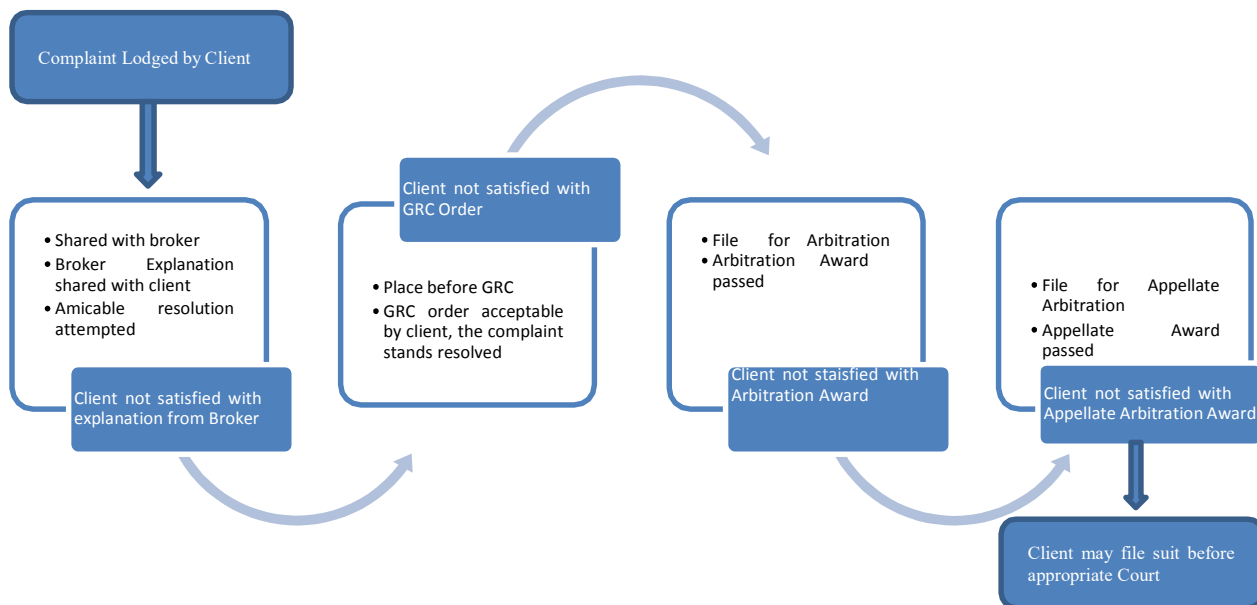 Complaint Lodged by Client
• Shared with broker
• Broker Explanation
shared with client
• Amicable resolution
attempted
Client not satisfied with
explanation from Broker
Client not satisfied with
GRC Order
• Place before GRC
• GRC order acceptable
by client, the complaint
stands resolved
• File for Arbitration
• Arbitration Award
passed
Client not staisfied with
Arbitration Award
• File for Appellate
Arbitration
• Appellate Award
passed
Client not satisfied with
Appellate Arbitration Award
Client may file suit before
appropriate Court